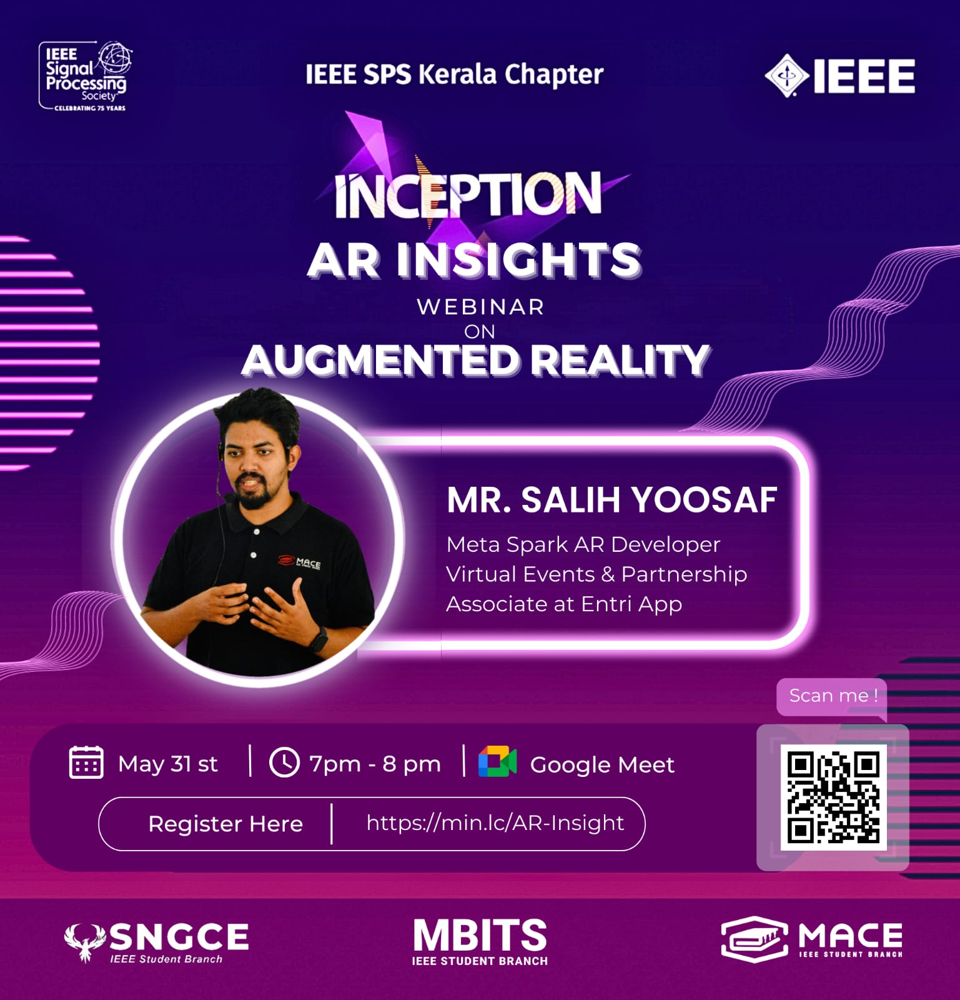 IEEE
Signal
Processing
Society
CELEBRATING 75 YEARS
IEEE SPS Kerala Chapter
IEEE
INCEPTION
AR INSIGHTS
WEBINAR
ON
AUGMENTED REALITY
MACE
MR. SALIH YOOSAF
Meta Spark AR Developer
Virtual Events & Partnership
Associate at Entri App
Scan me !
May 31 st
7pm - 8 pm
Google Meet
Register Here
https://min.lc/AR-Insight
SNGCE
IEEE Student Branch
MBITS
IEEE STUDENT BRANCH
MACE
IEEE STUDENT BRANCH